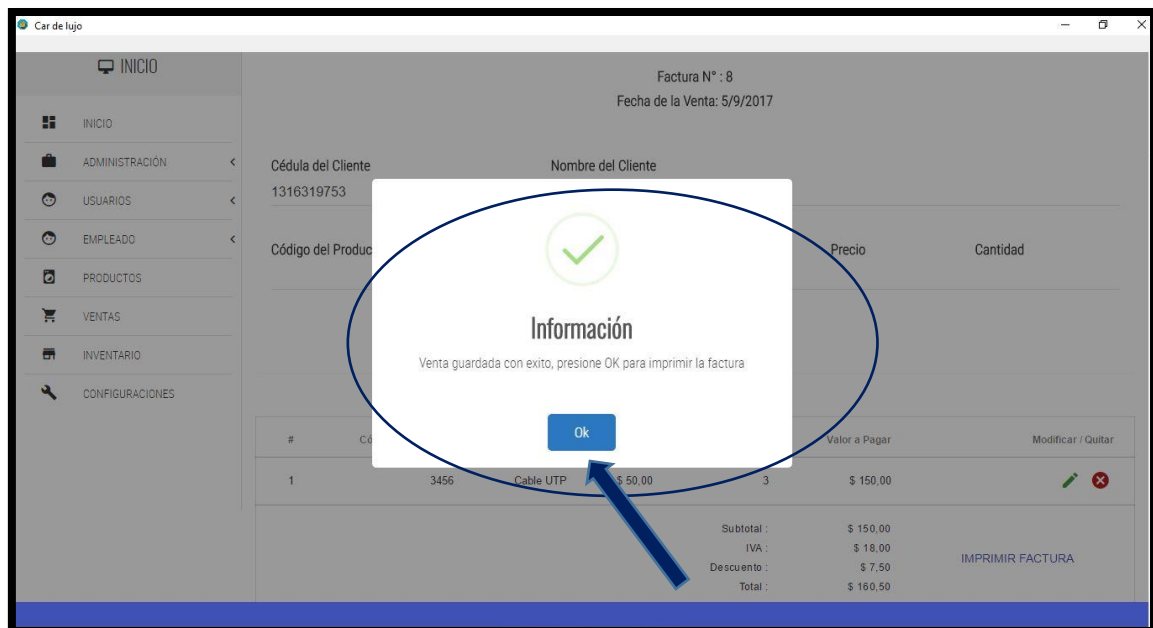 Car de lujo
INICIO
Factura N° : 8
Fecha de la Venta: 5/9/2017
INICIO
ADMINISTRACIÓN
USUARIOS
EMPLEADO
PRODUCTOS
VENTAS
INVENTARIO
CONFIGURACIONES
Cédula del Cliente Nombre del Cliente
1316319753
Código del Produc Precio Cantidad
Información
Venta guardada con exito, presione OK para imprimir la factura
Ok
# Có Valor a Pagar Modificar / Quitar
1 3456 Cable UTP $ 50,00 3 $ 150,00
Subtotal : $ 150,00
IVA : $ 18,00
Descuento : $ 7,50
Total : $ 160,50
IMPRIMIR FACTURA